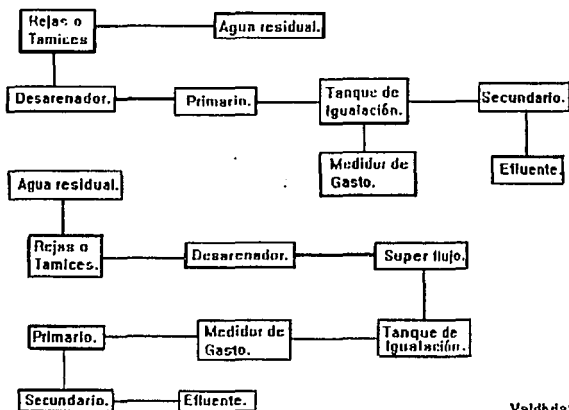 Rejas o
Tamices
Agua residual.
Desarenador.
Primario.
Tanque de
Igualación.
Secundario.
Medidor de
Gasto.
Efluente.
Agua residual.
Rejas o
Tamices.
Desarenador.
Super flujo.
Primario.
Medidor de
Gasto.
Tanque de
Igualación.
Secundario.
Efluente.